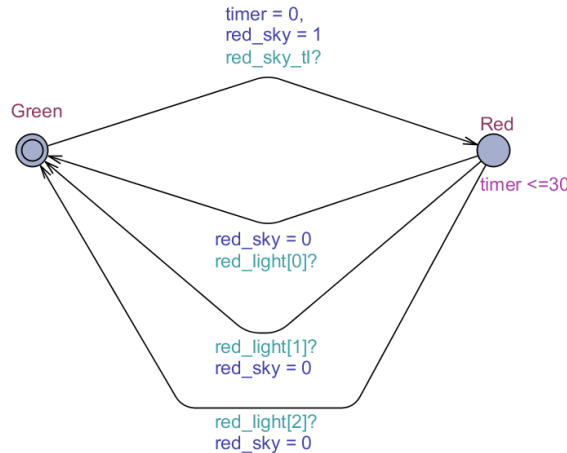 timer = 0,
red_sky = 1
red_sky_tl?
Green
Red
timer <=30
red_sky = 0
red_light[0]?
red_light[1]?
red_sky = 0
red_light[2]?
red_sky = 0